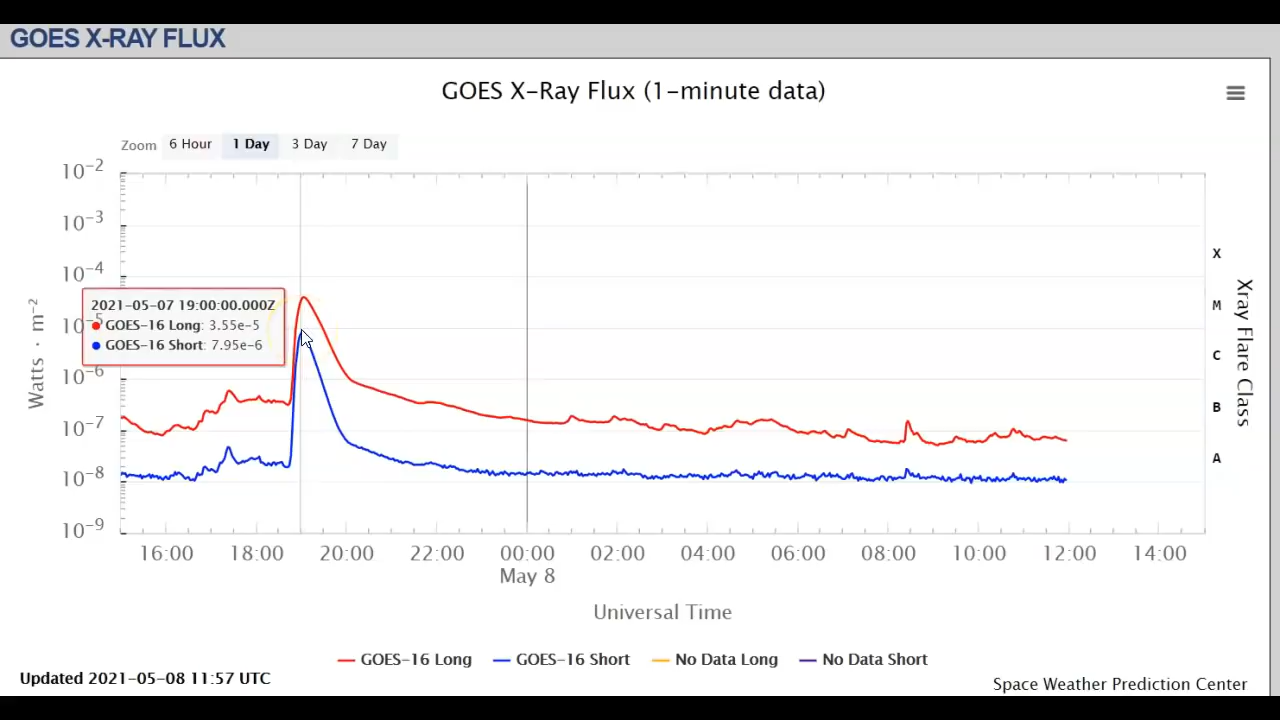 GOES X-RAY FLUX
GOES X-Ray Flux (1-minute data)
Zoom 6 Hour 1 Day 3 Day 7 Day
10⁻²
10⁻³
10⁻⁴
10⁻⁵
10⁻⁶
10⁻⁷
10⁻⁸
10⁻⁹
Watts · m⁻²
2021-05-07 19:00:00.000Z
GOES-16 Long: 3.55e-5
GOES-16 Short: 7.95e-6
X
M
C
B
A
Xray Flare Class
16:00 18:00 20:00 22:00 00:00 02:00 04:00 06:00 08:00 10:00 12:00 14:00
May 8
Universal Time
GOES-16 Long GOES-16 Short No Data Long No Data Short
Updated 2021-05-08 11:57 UTC
Space Weather Prediction Center